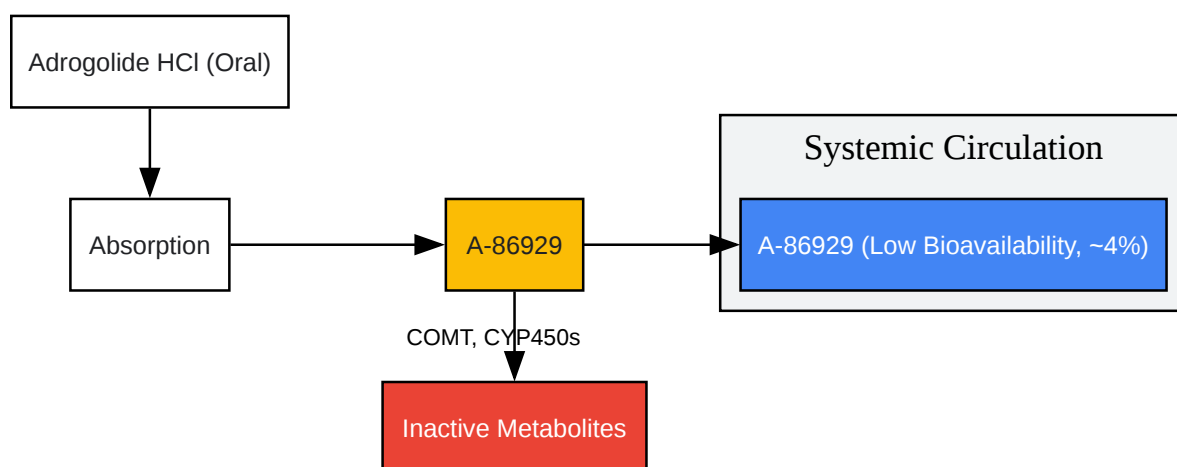 Adrogolide HCl (Oral)
Systemic Circulation
Absorption
A-86929
A-86929 (Low Bioavailability, ~4%)
COMT, CYP450s
Inactive Metabolites